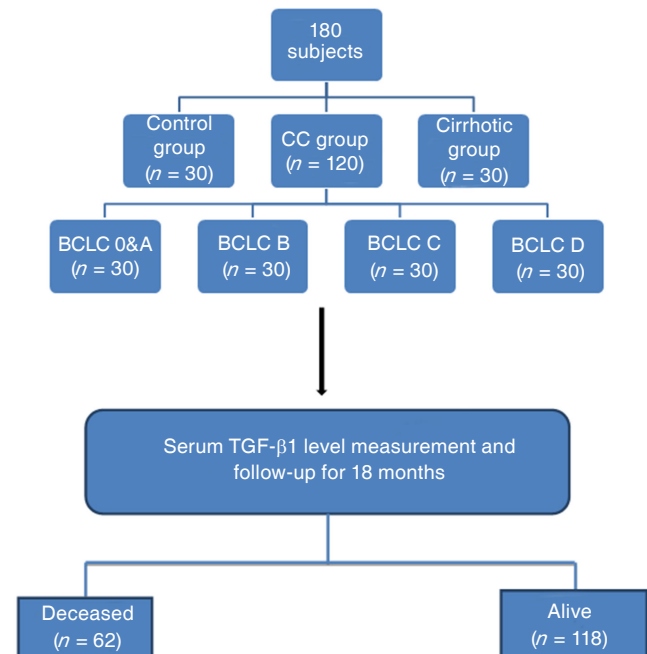 180
subjects
Control
group
(n = 30)
CC group
(n = 120)
Cirrhotic
group
(n = 30)
BCLC 0&A
(n = 30)
BCLC B
(n = 30)
BCLC C
(n = 30)
BCLC D
(n = 30)
Serum TGF-β1 level measurement and
follow-up for 18 months
Deceased
(n = 62)
Alive
(n = 118)